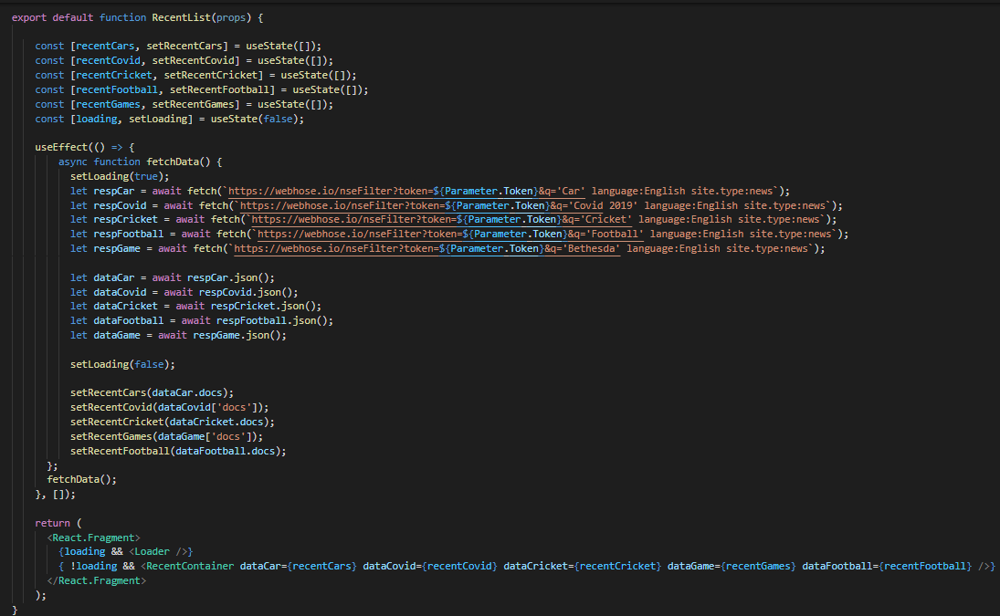 export default function RecentList(props) {
const [recentCars, setRecentCars] = useState([]);
const [recentCovid, setRecentCovid] = useState([]);
const [recentCricket, setRecentCricket] = useState([]);
const [recentFootball, setRecentFootball] = useState([]);
const [recentGames, setRecentGames] = useState([]);
const [loading, setLoading] = useState(false);
useEffect(() => {
async function fetchData() {
setLoading(true);
let respCar = await fetch(`https://webhose.io/nseFilter?token=${Parameter.Token}&q='Car' language:English site.type:news`);
let respCovid = await fetch(`https://webhose.io/nseFilter?token=${Parameter.Token}&q='Covid 2019' language:English site.type:news`);
let respCricket = await fetch(`https://webhose.io/nseFilter?token=${Parameter.Token}&q='Cricket' language:English site.type:news`);
let respFootball = await fetch(`https://webhose.io/nseFilter?token=${Parameter.Token}&q='Football' language:English site.type:news`);
let respGame = await fetch(`https://webhose.io/nseFilter?token=${Parameter.Token}&q='Bethesda' language:English site.type:news`);
let dataCar = await respCar.json();
let dataCovid = await respCovid.json();
let dataCricket = await respCricket.json();
let dataFootball = await respFootball.json();
let dataGame = await respGame.json();
setLoading(false);
setRecentCars(dataCar.docs);
setRecentCovid(dataCovid['docs']);
setRecentCricket(dataCricket.docs);
setRecentGames(dataGame['docs']);
setRecentFootball(dataFootball.docs);
};
fetchData();
}, []);
return (
<React.Fragment>
{loading && <Loader />}
{ !loading && <RecentContainer dataCar={recentCars} dataCovid={recentCovid} dataCricket={recentCricket} dataGame={recentGames} dataFootball={recentFootball} />}
</React.Fragment>
);
}